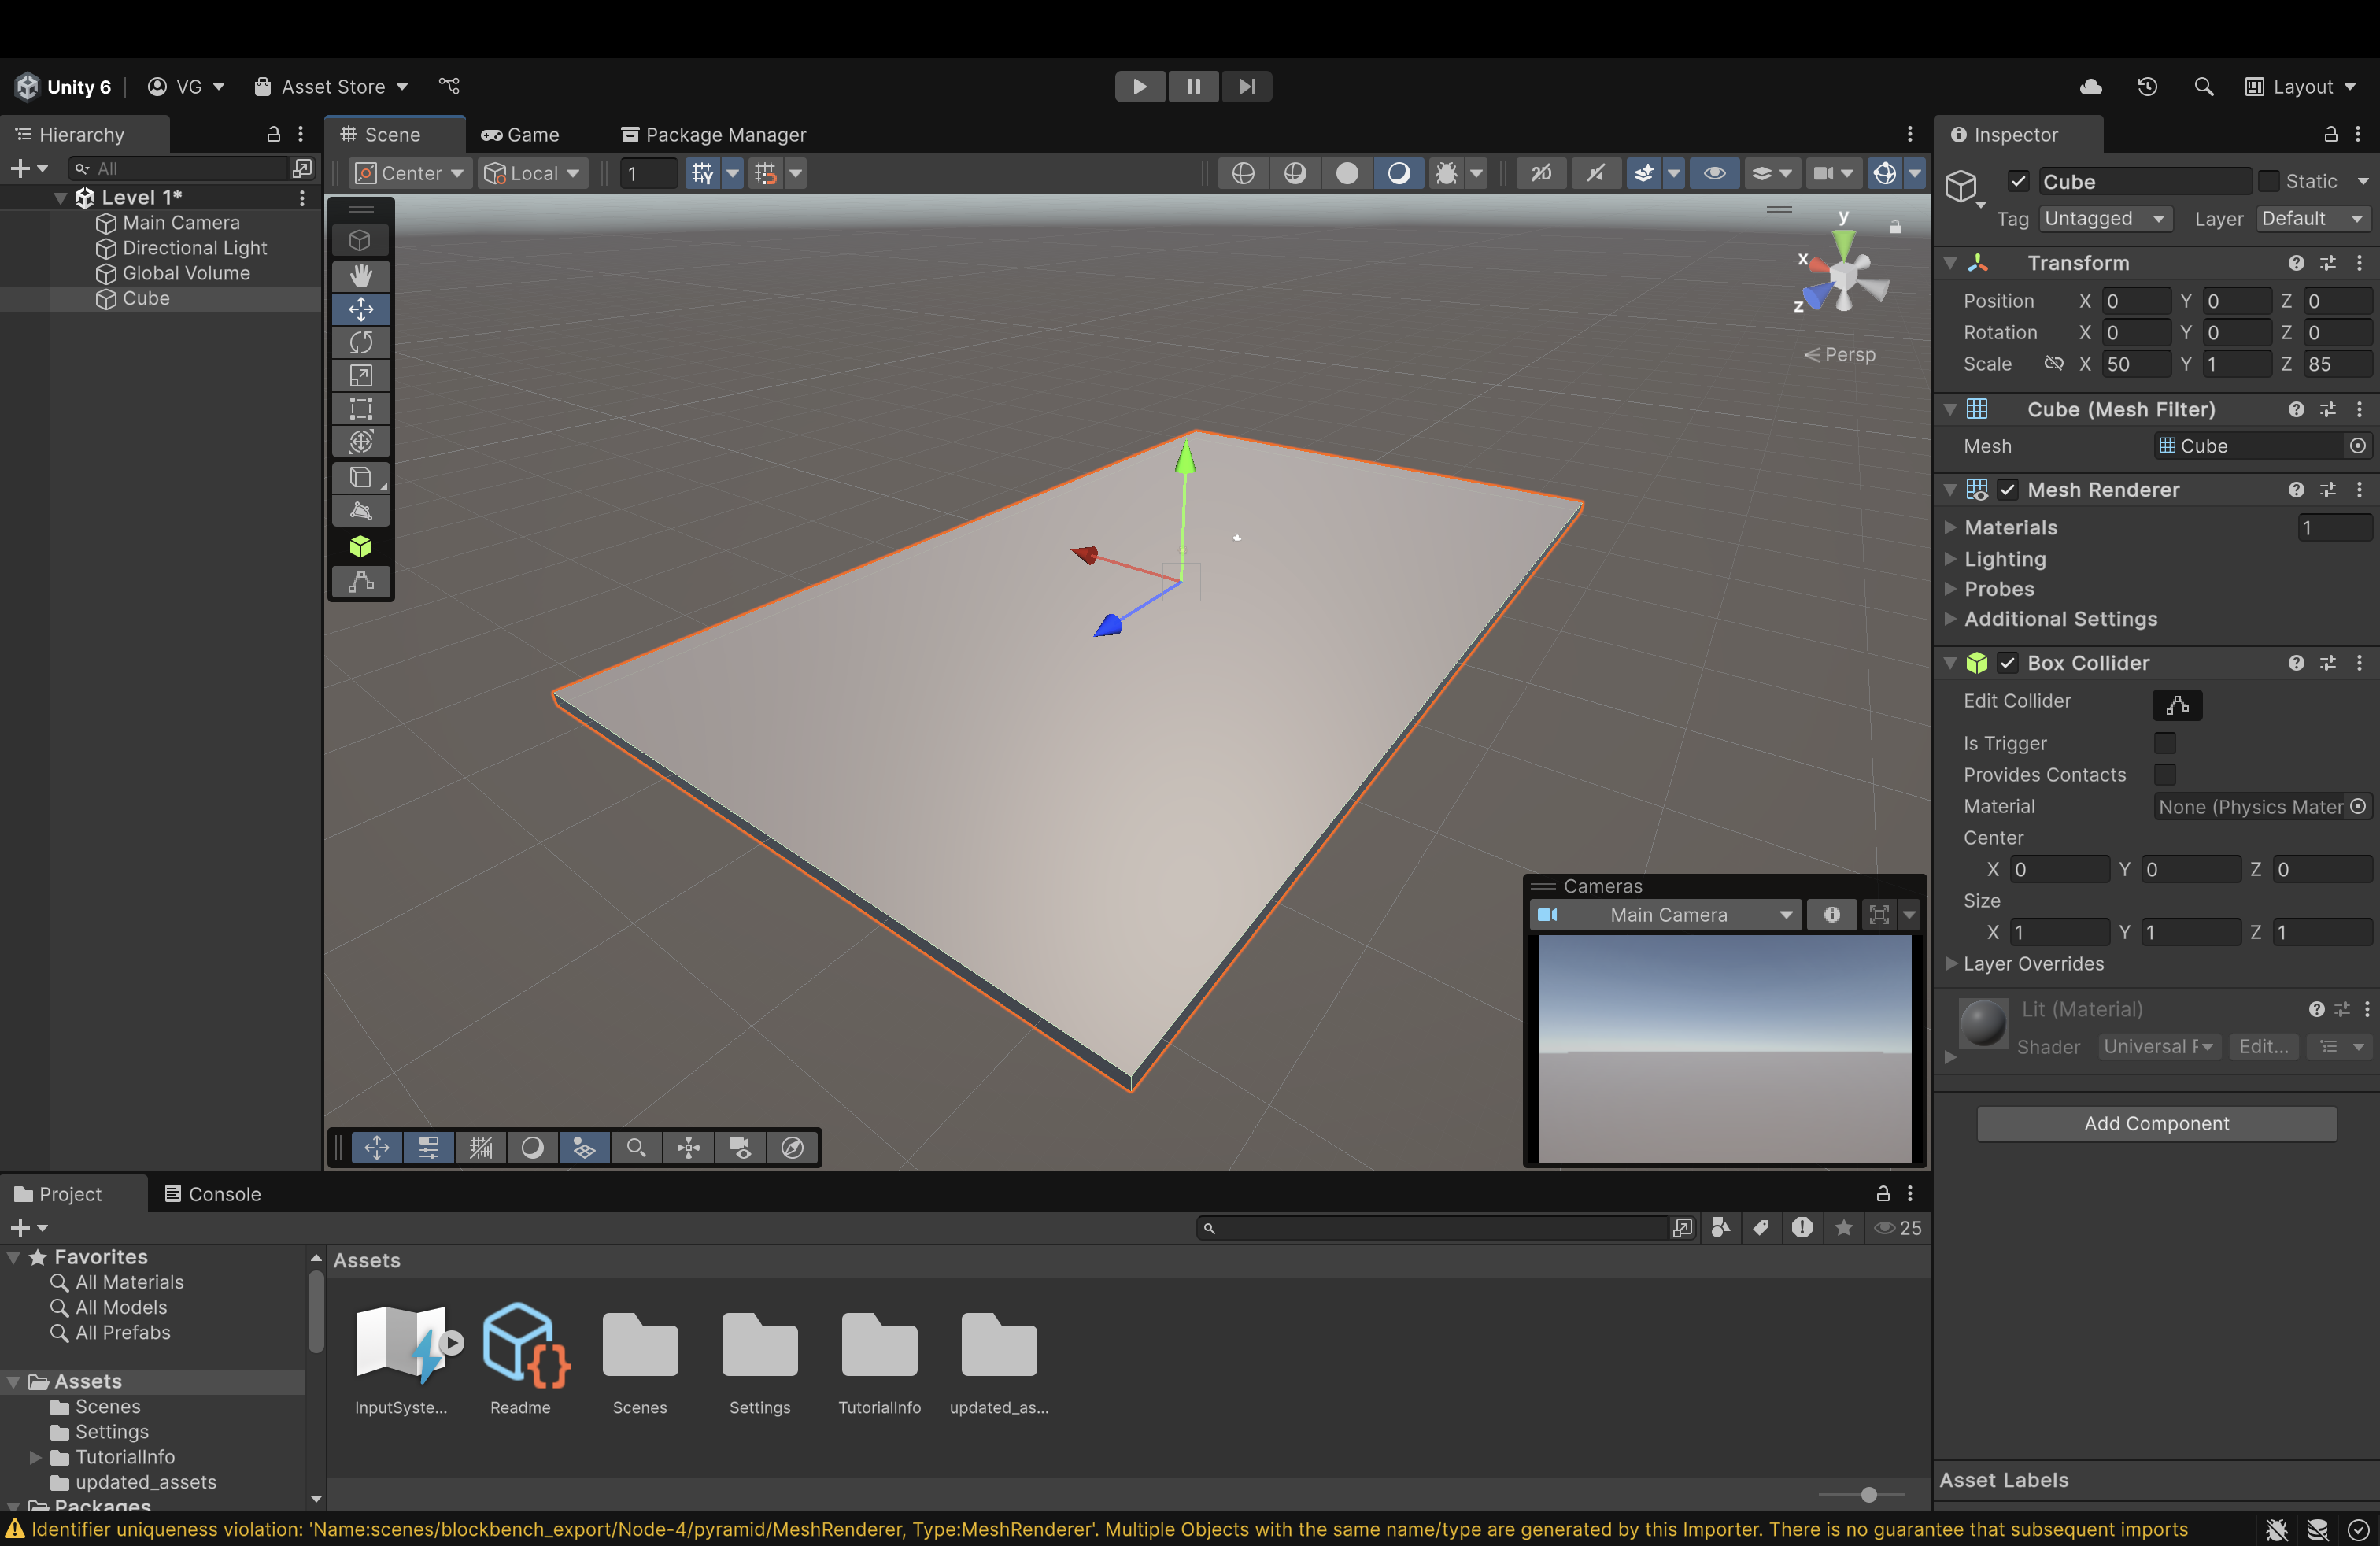 Unity 6 VG Asset Store Layout
Hierarchy
All
Level 1*
Main Camera
Directional Light
Global Volume
Cube
Scene Game Package Manager
Center Local 1 2D
y
x
z
Persp
Cameras
Main Camera
Inspector
Cube Static
Tag Untagged Layer Default
Transform
Position X 0 Y 0 Z 0
Rotation X 0 Y 0 Z 0
Scale X 50 Y 1 Z 85
Cube (Mesh Filter)
Mesh Cube
Mesh Renderer
Materials 1
Lighting
Probes
Additional Settings
Box Collider
Edit Collider
Is Trigger
Provides Contacts
Material None (Physics Mater
Center
X 0 Y 0 Z 0
Size
X 1 Y 1 Z 1
Layer Overrides
Lit (Material)
Shader Universal Edit...
Add Component
Asset Labels
Project Console
25
Favorites
All Materials
All Models
All Prefabs
Assets
Scenes
Settings
TutorialInfo
updated_assets
Packages
Assets
InputSyste... Readme Scenes Settings TutorialInfo updated_as...
Identifier uniqueness violation: 'Name:scenes/blockbench_export/Node-4/pyramid/MeshRenderer, Type:MeshRenderer'. Multiple Objects with the same name/type are generated by this Importer. There is no guarantee that subsequent imports